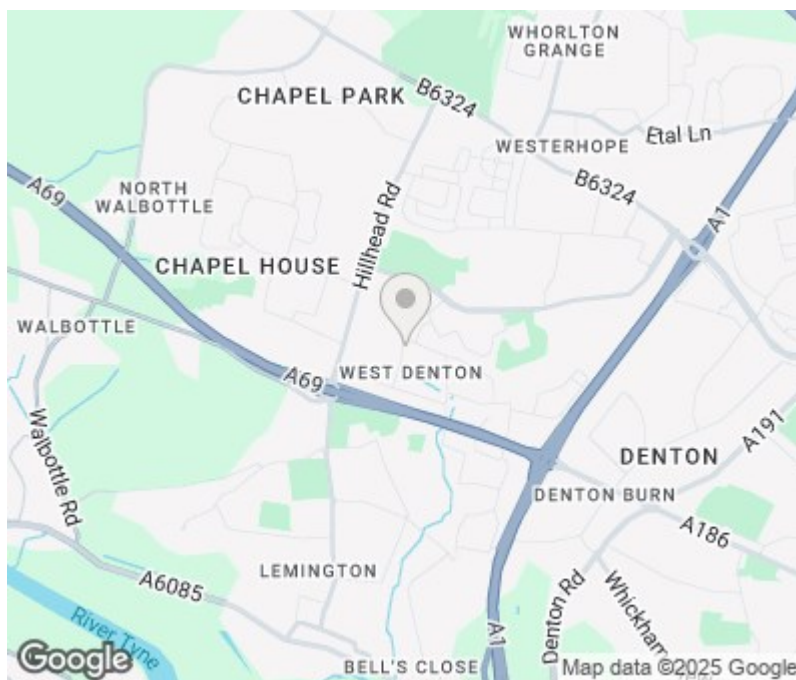 WHORLTON
GRANGE
CHAPEL PARK
B6324
Etal Ln
WESTERHOPE
B6324
A69
NORTH
WALBOTTLE
Hillhead Rd
A1
CHAPEL HOUSE
WALBOTTLE
A69
WEST DENTON
Walbottle Rd
A191
DENTON
DENTON BURN
A186
LEMINGTON
A6085
Denton Rd
Whickham
River Tyne
A1
BELL'S CLOSE
Google
Map data ©2025 Google